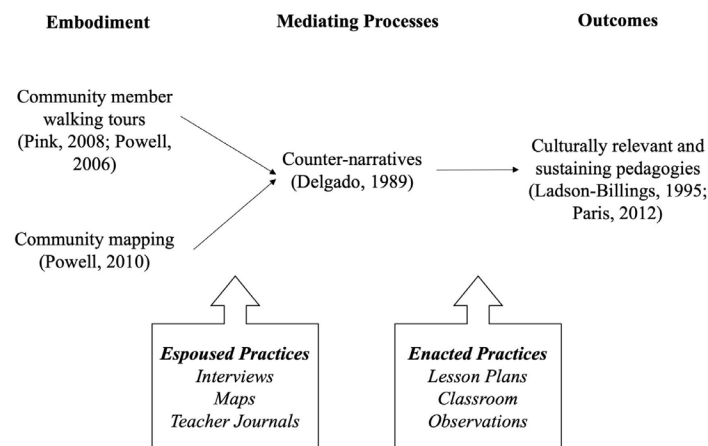 Embodiment
Mediating Processes
Outcomes
Community member
walking tours
(Pink, 2008; Powell,
2006)
Community mapping
(Powell, 2010)
Counter-narratives
(Delgado, 1989)
Culturally relevant and
sustaining pedagogies
(Ladson-Billings, 1995;
Paris, 2012)
Espoused Practices
Interviews
Maps
Teacher Journals
Enacted Practices
Lesson Plans
Classroom
Observations